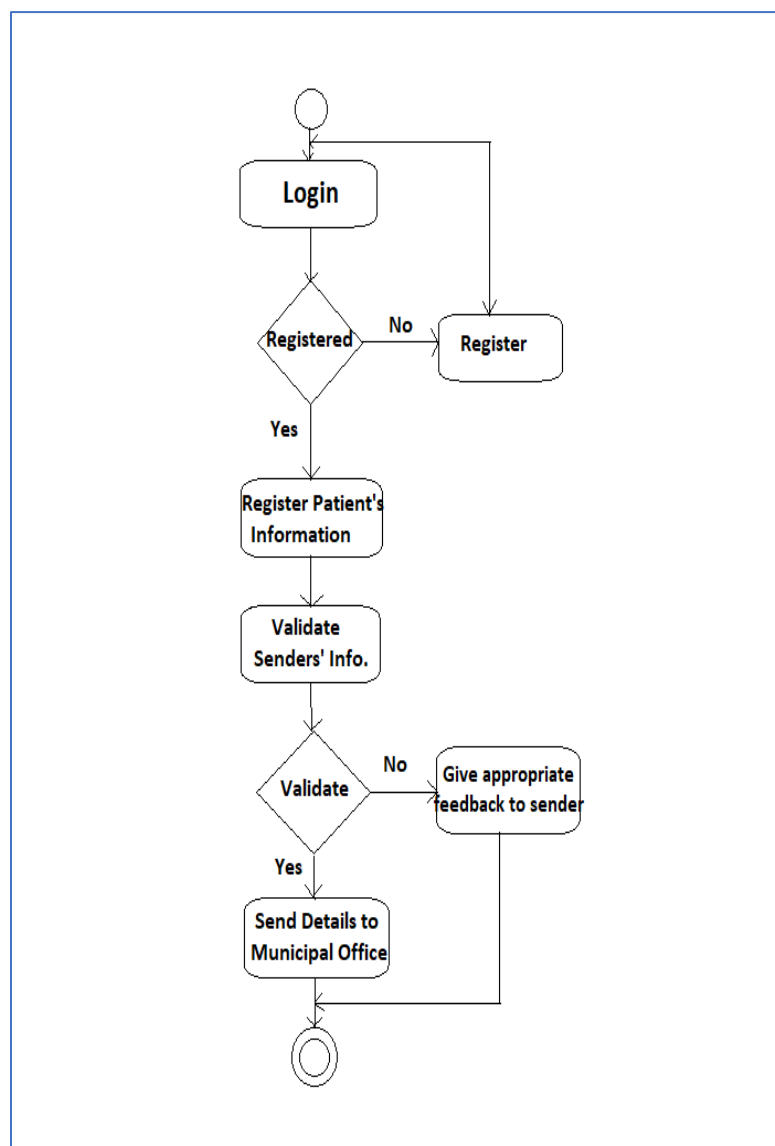 Login
Registered
No
Register
Yes
Register Patient's
Information
Validate
Senders' Info.
Validate
No
Give appropriate
feedback to sender
Yes
Send Details to
Municipal Office